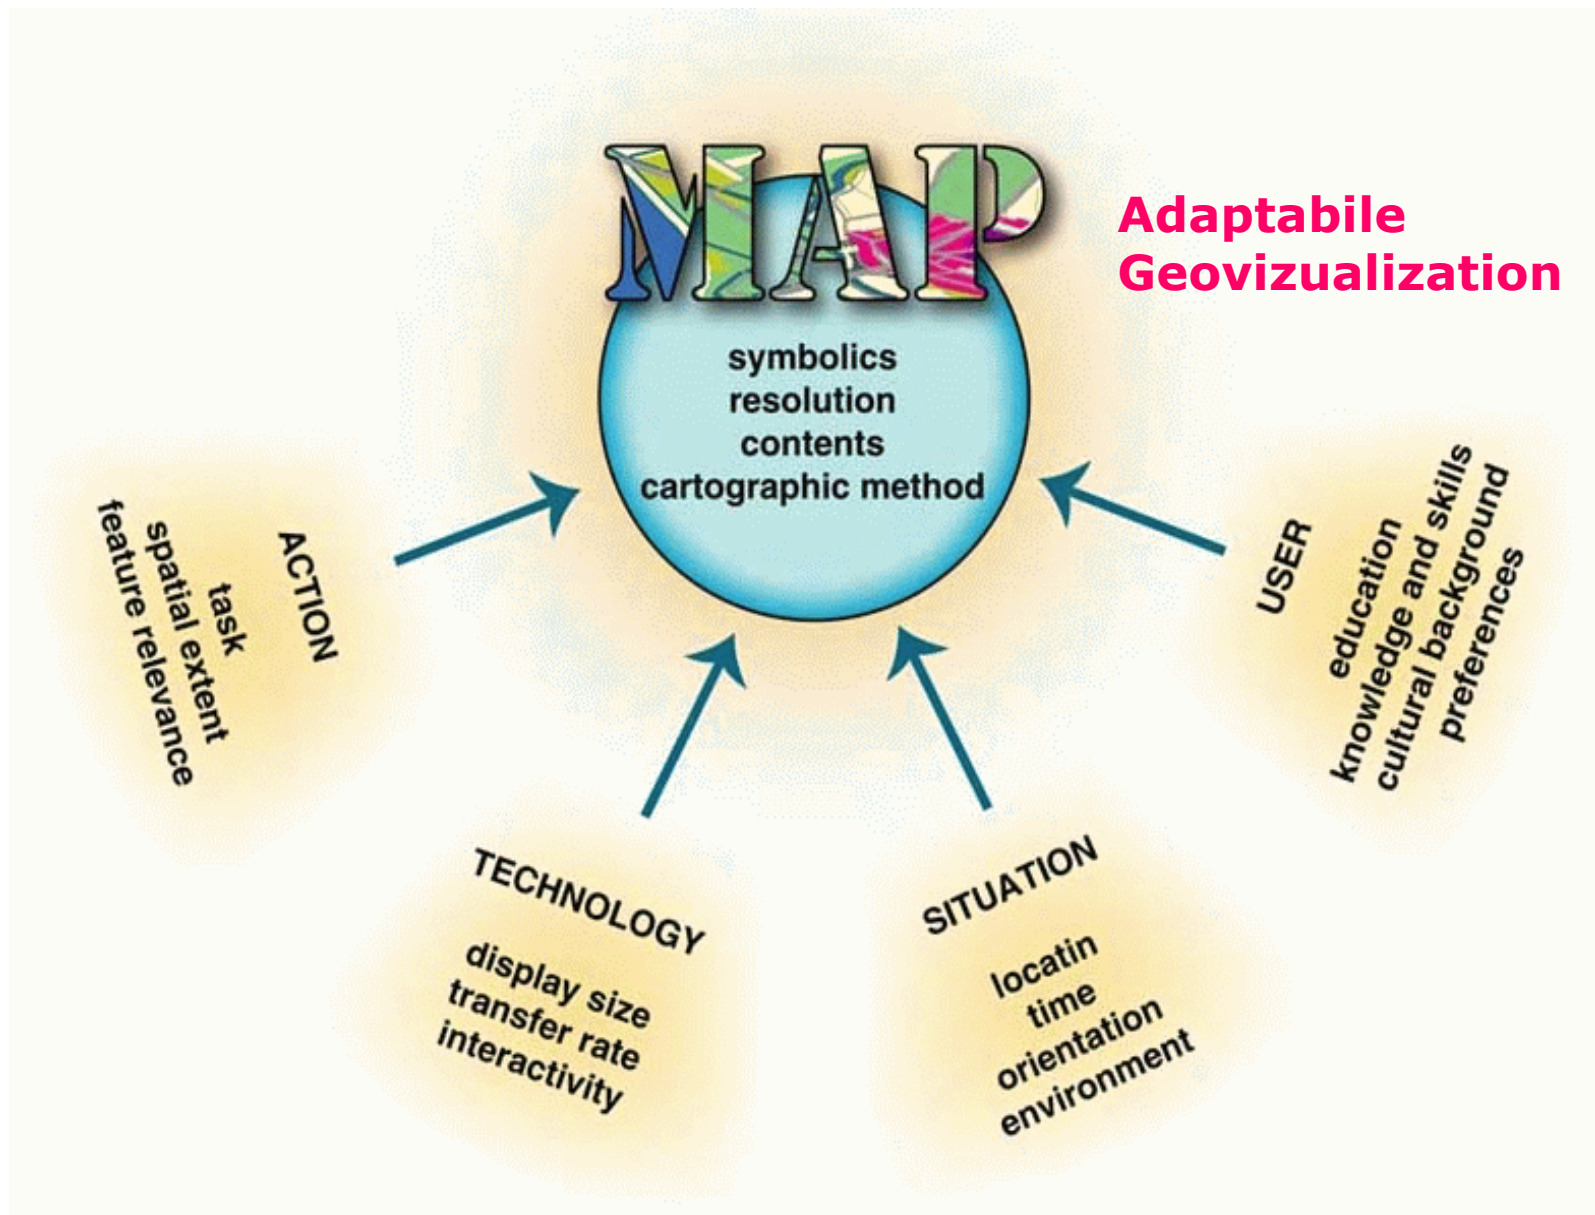 MAP
Adaptabile
Geovizualization
symbolics
resolution
contents
cartographic method
ACTION
task
spatial extent
feature relevance
TECHNOLOGY
display size
transfer rate
interactivity
SITUATION
locatin
time
orientation
environment
USER
education
knowledge and skills
cultural background
preferences